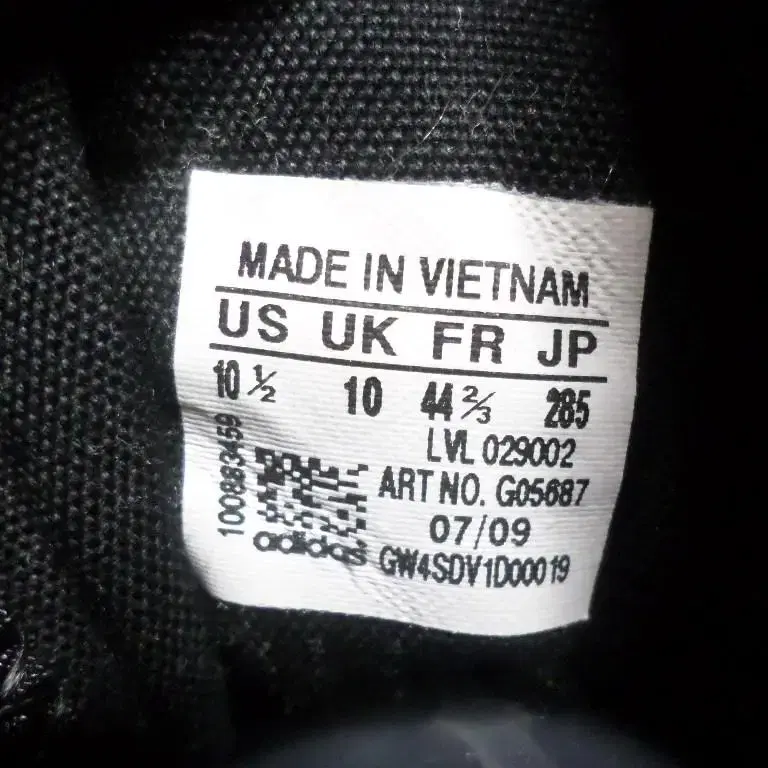 MADE IN VIETNAM
US UK FR JP
10 ½ 10 44 ⅔ 285
LVL 029002
ART NO. G05687
07/09
GW4SDV1D00019
100883459
adidas